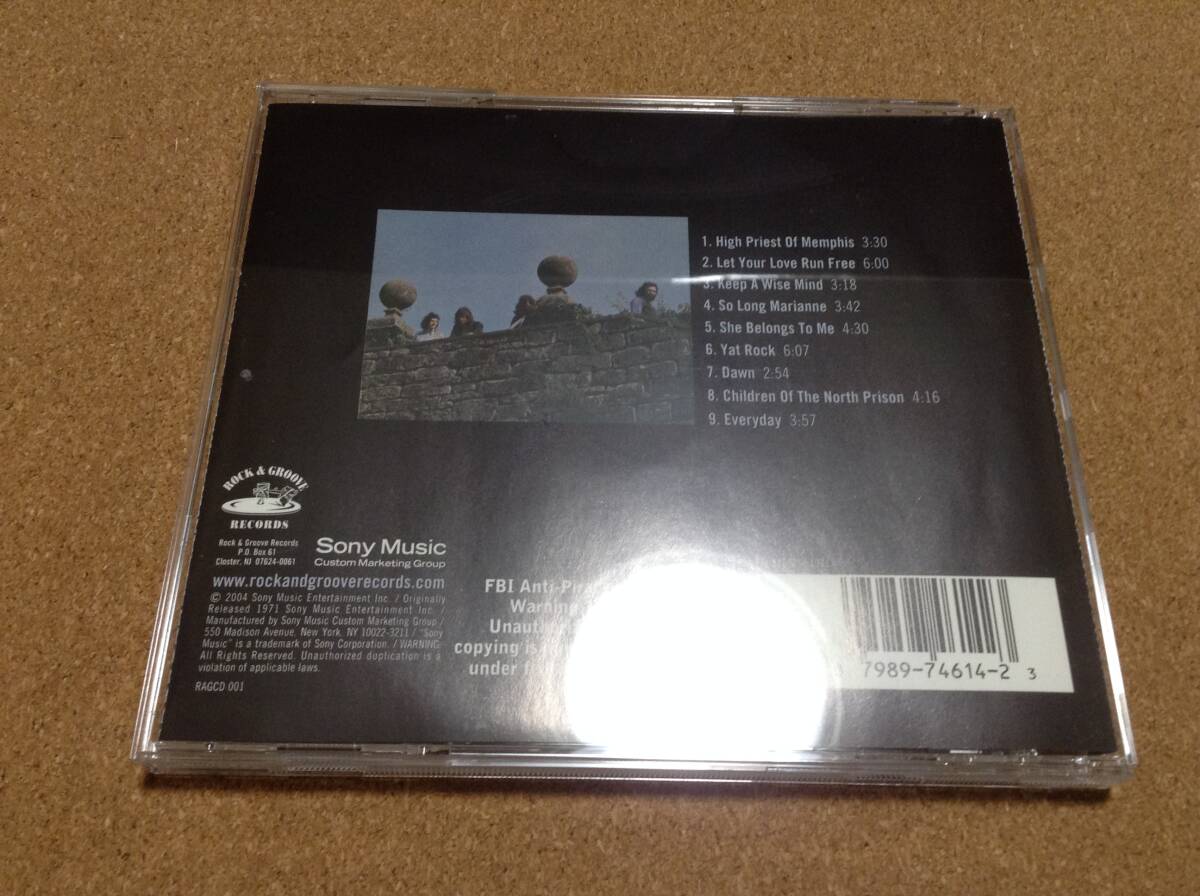 1. High Priest Of Memphis 3:30
2. Let Your Love Run Free 6:00
3. Keep A Wise Mind 3:18
4. So Long Marianne 3:42
5. She Belongs To Me 4:30
6. Yat Rock 6:07
7. Dawn 2:54
8. Children Of The North Prison 4:16
9. Everyday 3:57
ROCK & GROOVE
RECORDS
Rock & Groove Records
P.O. Box 61
Closter, NJ 07624-0061
Sony Music
Custom Marketing Group
www.rockandgrooverecords.com
© 2004 Sony Music Entertainment Inc. / Originally
Released 1971 Sony Music Entertainment Inc. /
Manufactured by Sony Music Custom Marketing Group /
550 Madison Avenue, New York, NY 10022-3211 / "Sony
Music" is a trademark of Sony Corporation. / WARNING:
All Rights Reserved. Unauthorized duplication is a
violation of applicable laws.
RAGCD 001
FBI Anti-Pira
Warning
Unauth
copying is
under f
7989-74614-2 3